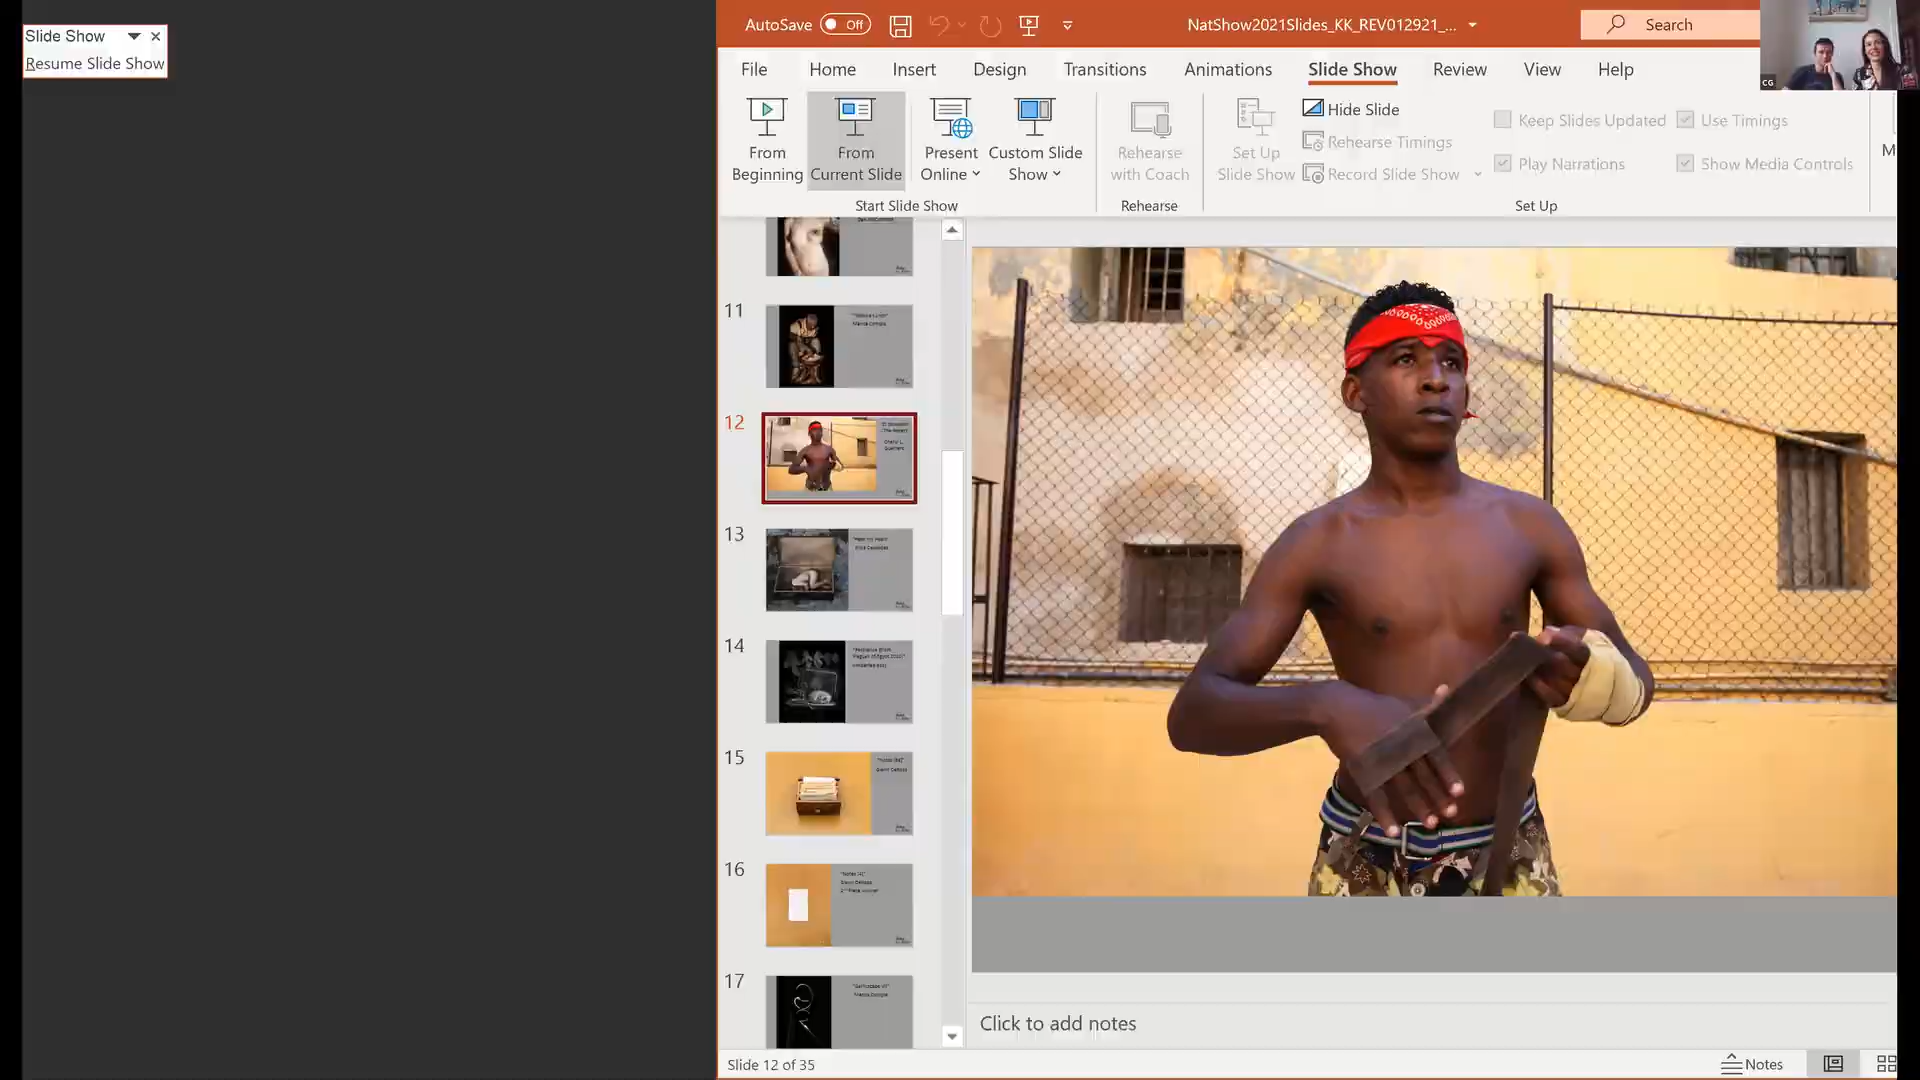 Slide Show
Resume Slide Show
AutoSave Off
NatShow2021Slides_KK_REV012921_...
Search
File Home Insert Design Transitions Animations Slide Show Review View Help
From Beginning
From Current Slide
Present Online
Custom Slide Show
Rehearse with Coach
Set Up Slide Show
Hide Slide
Rehearse Timings
Record Slide Show
Keep Slides Updated
Play Narrations
Use Timings
Show Media Controls
M
Start Slide Show
Rehearse
Set Up
CG
11
12
13
14
15
16
17
Click to add notes
Slide 12 of 35
Notes